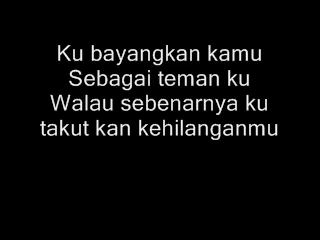 Ku bayangkan kamu
Sebagai teman ku
Walau sebenarnya ku
takut kan kehilanganmu